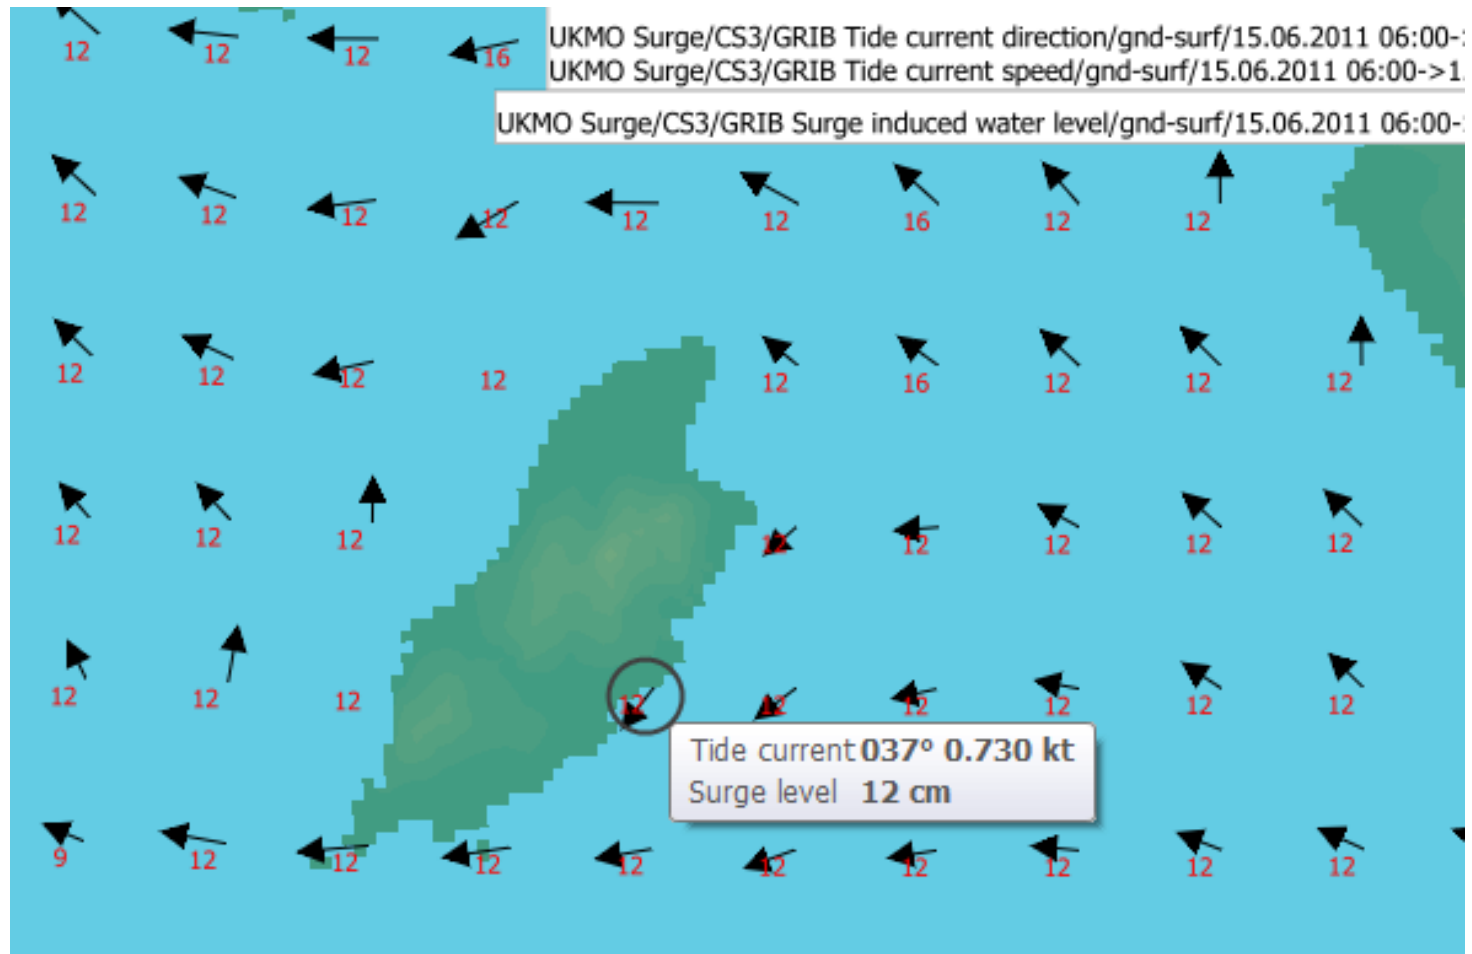 12 12 12 16
UKMO Surge/CS3/GRIB Tide current direction/gnd-surf/15.06.2011 06:00-
UKMO Surge/CS3/GRIB Tide current speed/gnd-surf/15.06.2011 06:00->1
UKMO Surge/CS3/GRIB Surge induced water level/gnd-surf/15.06.2011 06:00-
12 12 12 12 12 12 16 12 12
12 12 12 12 12 16 12 12 12
12 12 12 12 12 12 12 12
12 12 12 12 12 12 12 12 12
Tide current 037° 0.730 kt
Surge level 12 cm
9 12 12 12 12 12 12 12 12 12